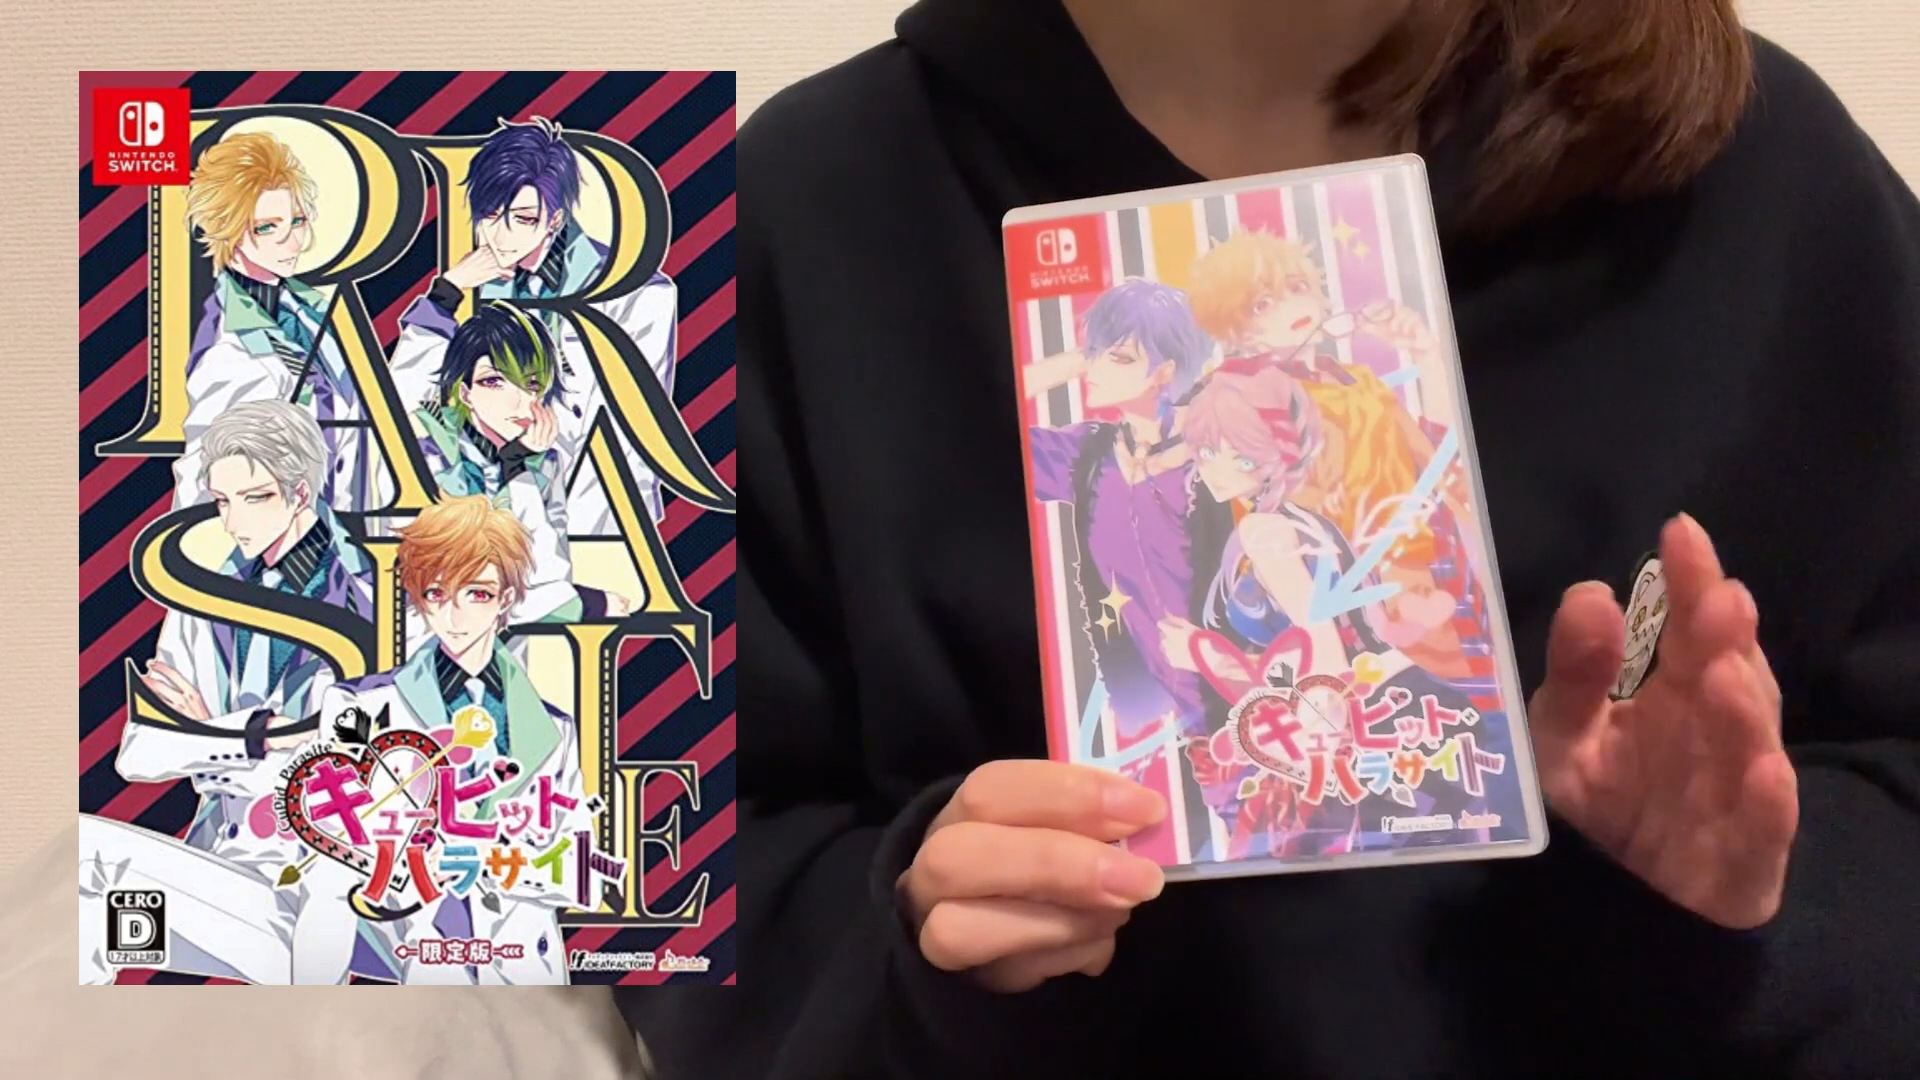 NINTENDO
SWITCH
PARASITE
Cupid Parasite
キューピット
パラサイト
限定版
CERO
D
17才以上対象
IDEA FACTORY
NINTENDO
SWITCH
キューピット
パラサイト
IDEA FACTORY